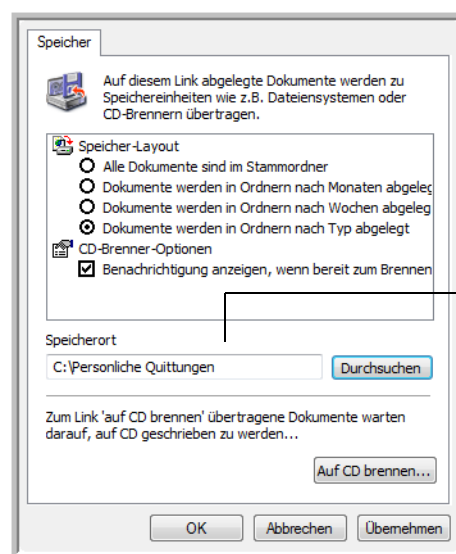 Speicher
Auf diesem Link abgelegte Dokumente werden zu
Speichereinheiten wie z.B. Dateiensystemen oder
CD-Brennern übertragen.
Speicher-Layout
Alle Dokumente sind im Stammordner
Dokumente werden in Ordnern nach Monaten abgeleg
Dokumente werden in Ordnern nach Wochen abgeleg
Dokumente werden in Ordnern nach Typ abgelegt
CD-Brenner-Optionen
Benachrichtigung anzeigen, wenn bereit zum Brennen
Speicherort
C:\Personliche Quittungen
Durchsuchen
Zum Link 'auf CD brennen' übertragene Dokumente warten
darauf, auf CD geschrieben zu werden...
Auf CD brennen...
OK Abbrechen Übernehmen